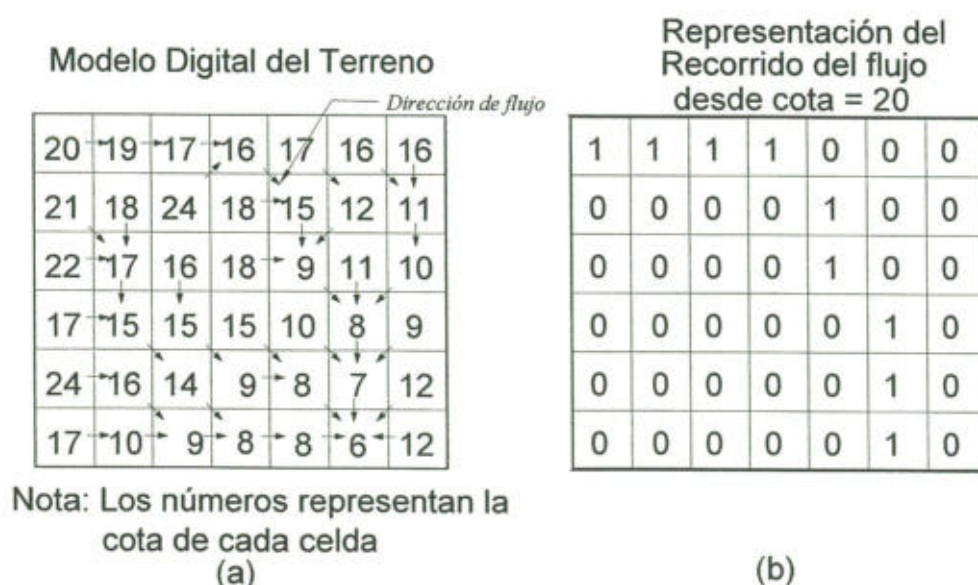 Modelo Digital del Terreno
Dirección de flujo
20 19 17 16 17 16 16
21 18 24 18 15 12 11
22 17 16 18 9 11 10
17 15 15 15 10 8 9
24 16 14 9 8 7 12
17 10 9 8 8 6 12
Nota: Los números representan la
cota de cada celda
(a)
Representación del
Recorrido del flujo
desde cota = 20
1 1 1 1 0 0 0
0 0 0 0 1 0 0
0 0 0 0 1 0 0
0 0 0 0 0 1 0
0 0 0 0 0 1 0
0 0 0 0 0 1 0
(b)